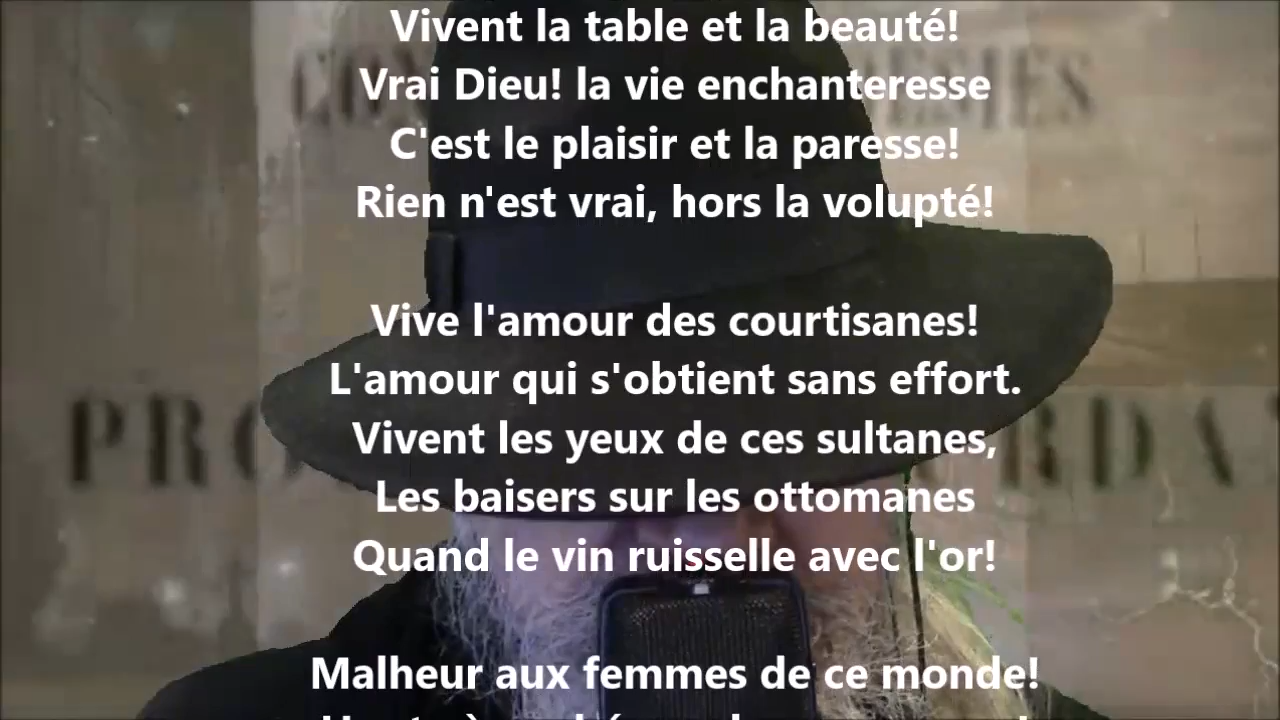 Vivent la table et la beauté!
Vrai Dieu! la vie enchanteresse
C'est le plaisir et la paresse!
Rien n'est vrai, hors la volupté!
Vive l'amour des courtisanes!
L'amour qui s'obtient sans effort.
Vivent les yeux de ces sultanes,
Les baisers sur les ottomanes
Quand le vin ruisselle avec l'or!
Malheur aux femmes de ce monde!